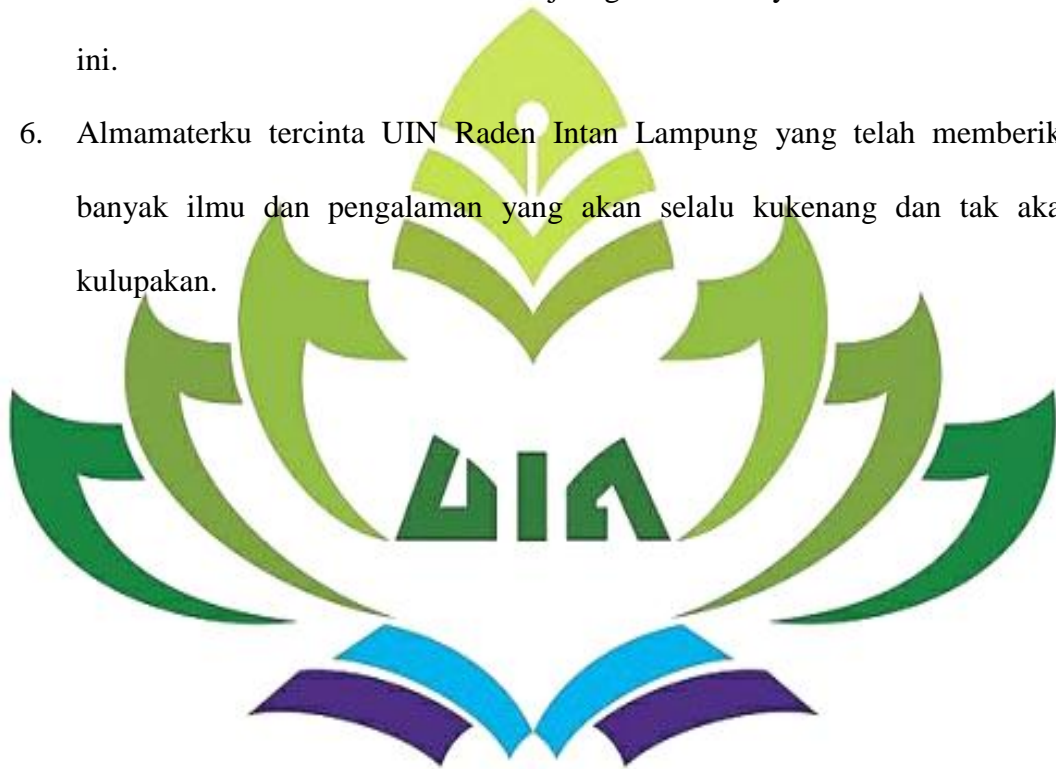 ini.
6. Almamaterku tercinta UIN Raden Intan Lampung yang telah memberik
banyak ilmu dan pengalaman yang akan selalu kukenang dan tak aka
kulupakan.
UIN